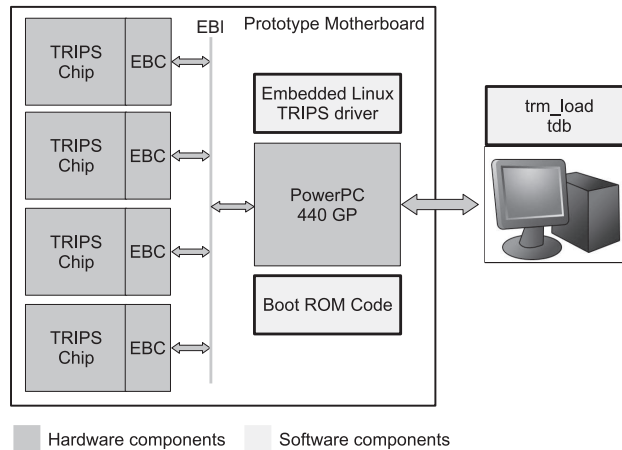 EBI
Prototype Motherboard
TRIPS
Chip
EBC
TRIPS
Chip
EBC
TRIPS
Chip
EBC
TRIPS
Chip
EBC
Embedded Linux
TRIPS driver
PowerPC
440 GP
Boot ROM Code
trm_load
tdb
Hardware components
Software components